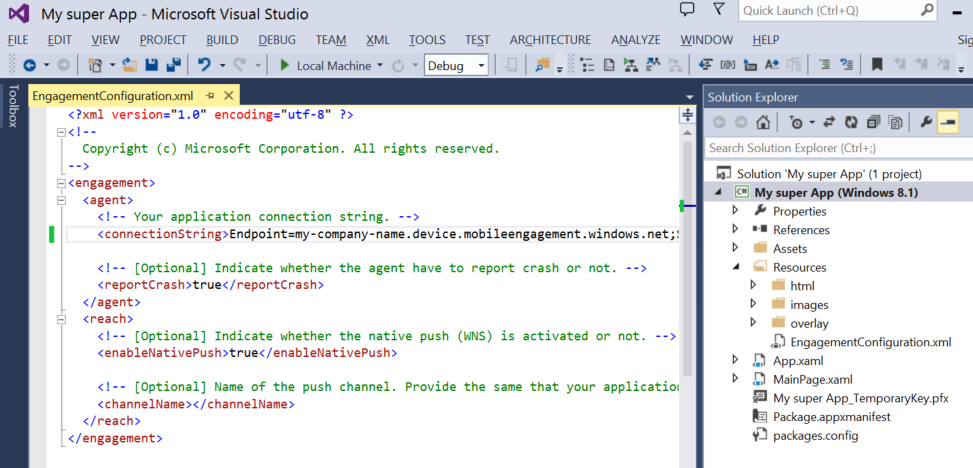 My super App - Microsoft Visual Studio
Quick Launch (Ctrl+Q)
FILE EDIT VIEW PROJECT BUILD DEBUG TEAM XML TOOLS TEST ARCHITECTURE ANALYZE WINDOW HELP
Local Machine Debug
Toolbox
EngagementConfiguration.xml
<?xml version="1.0" encoding="utf-8" ?>
<!--
Copyright (c) Microsoft Corporation. All rights reserved.
-->
<engagement>
<agent>
<!-- Your application connection string. -->
<connectionString>Endpoint=my-company-name.device.mobileengagement.windows.net;
<!-- [Optional] Indicate whether the agent have to report crash or not. -->
<reportCrash>true</reportCrash>
</agent>
<reach>
<!-- [Optional] Indicate whether the native push (WNS) is activated or not. -->
<enableNativePush>true</enableNativePush>
<!-- [Optional] Name of the push channel. Provide the same that your application
<channelName></channelName>
</reach>
</engagement>
Solution Explorer
Search Solution Explorer (Ctrl+;)
Solution 'My super App' (1 project)
C# My super App (Windows 8.1)
Properties
References
Assets
Resources
html
images
overlay
EngagementConfiguration.xml
App.xaml
MainPage.xaml
My super App_TemporaryKey.pfx
Package.appxmanifest
packages.config